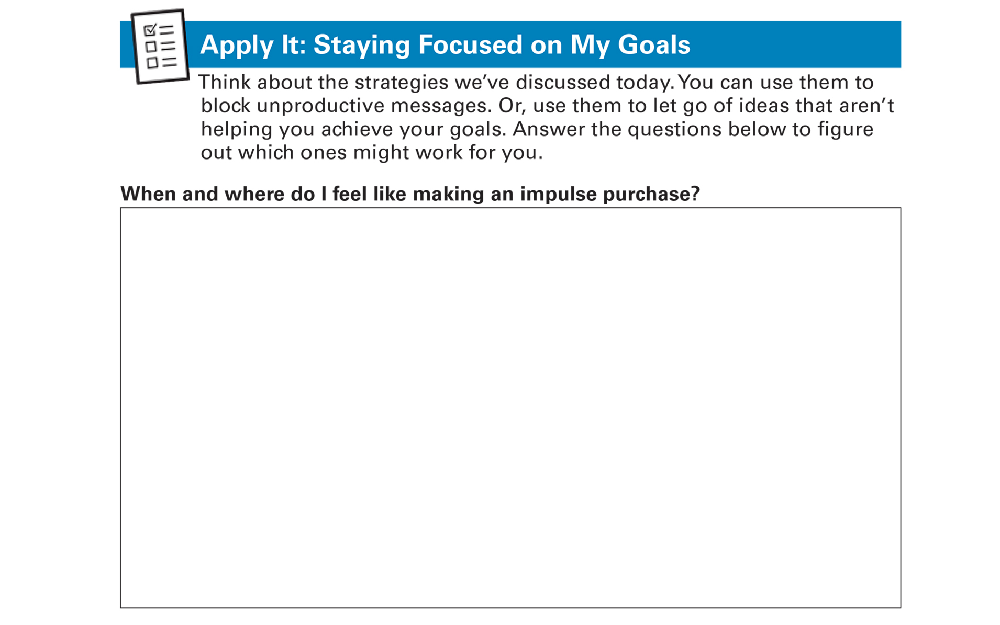 Apply It: Staying Focused on My Goals
Think about the strategies we’ve discussed today. You can use them to
block unproductive messages. Or, use them to let go of ideas that aren’t
helping you achieve your goals. Answer the questions below to figure
out which ones might work for you.
When and where do I feel like making an impulse purchase?